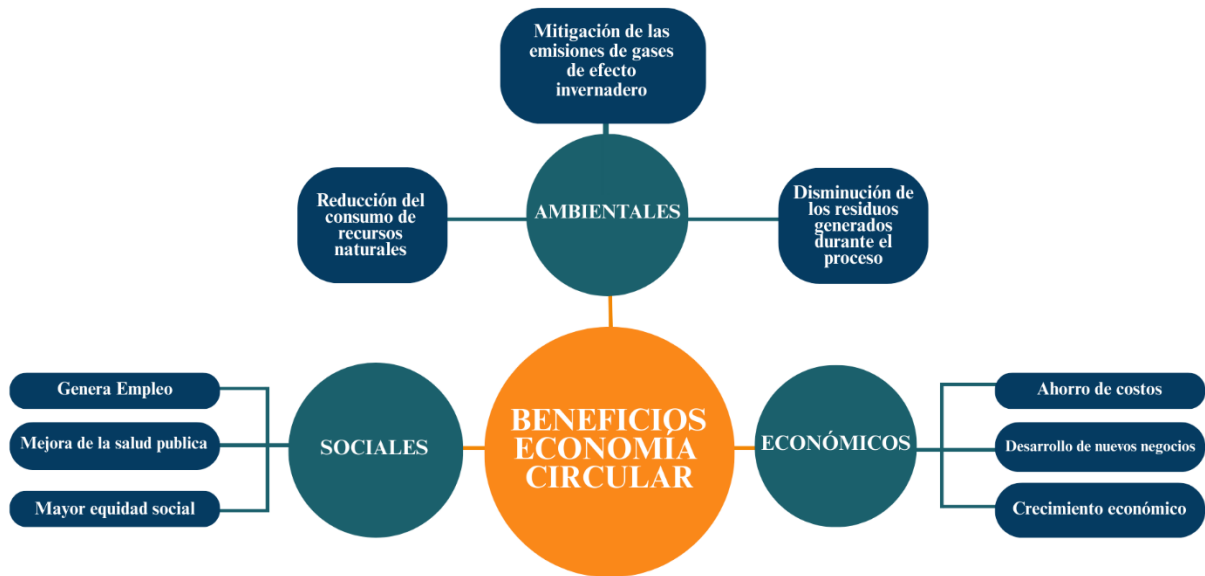 Mitigación de las
emisiones de gases
de efecto
invernadero
Reducción del
consumo de
recursos
naturales
AMBIENTALES
Disminución de
los residuos
generados
durante el
proceso
Genera Empleo
Mejora de la salud publica
Mayor equidad social
SOCIALES
BENEFICIOS
ECONOMÍA
CIRCULAR
ECONÓMICOS
Ahorro de costos
Desarrollo de nuevos negocios
Crecimiento económico